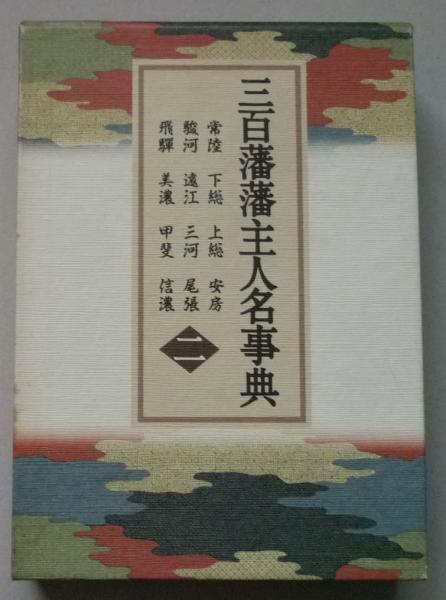 三百藩藩主人名事典
常陸 下総 上総 安房
駿河 遠江 三河 尾張
飛驒 美濃 甲斐 信濃
二